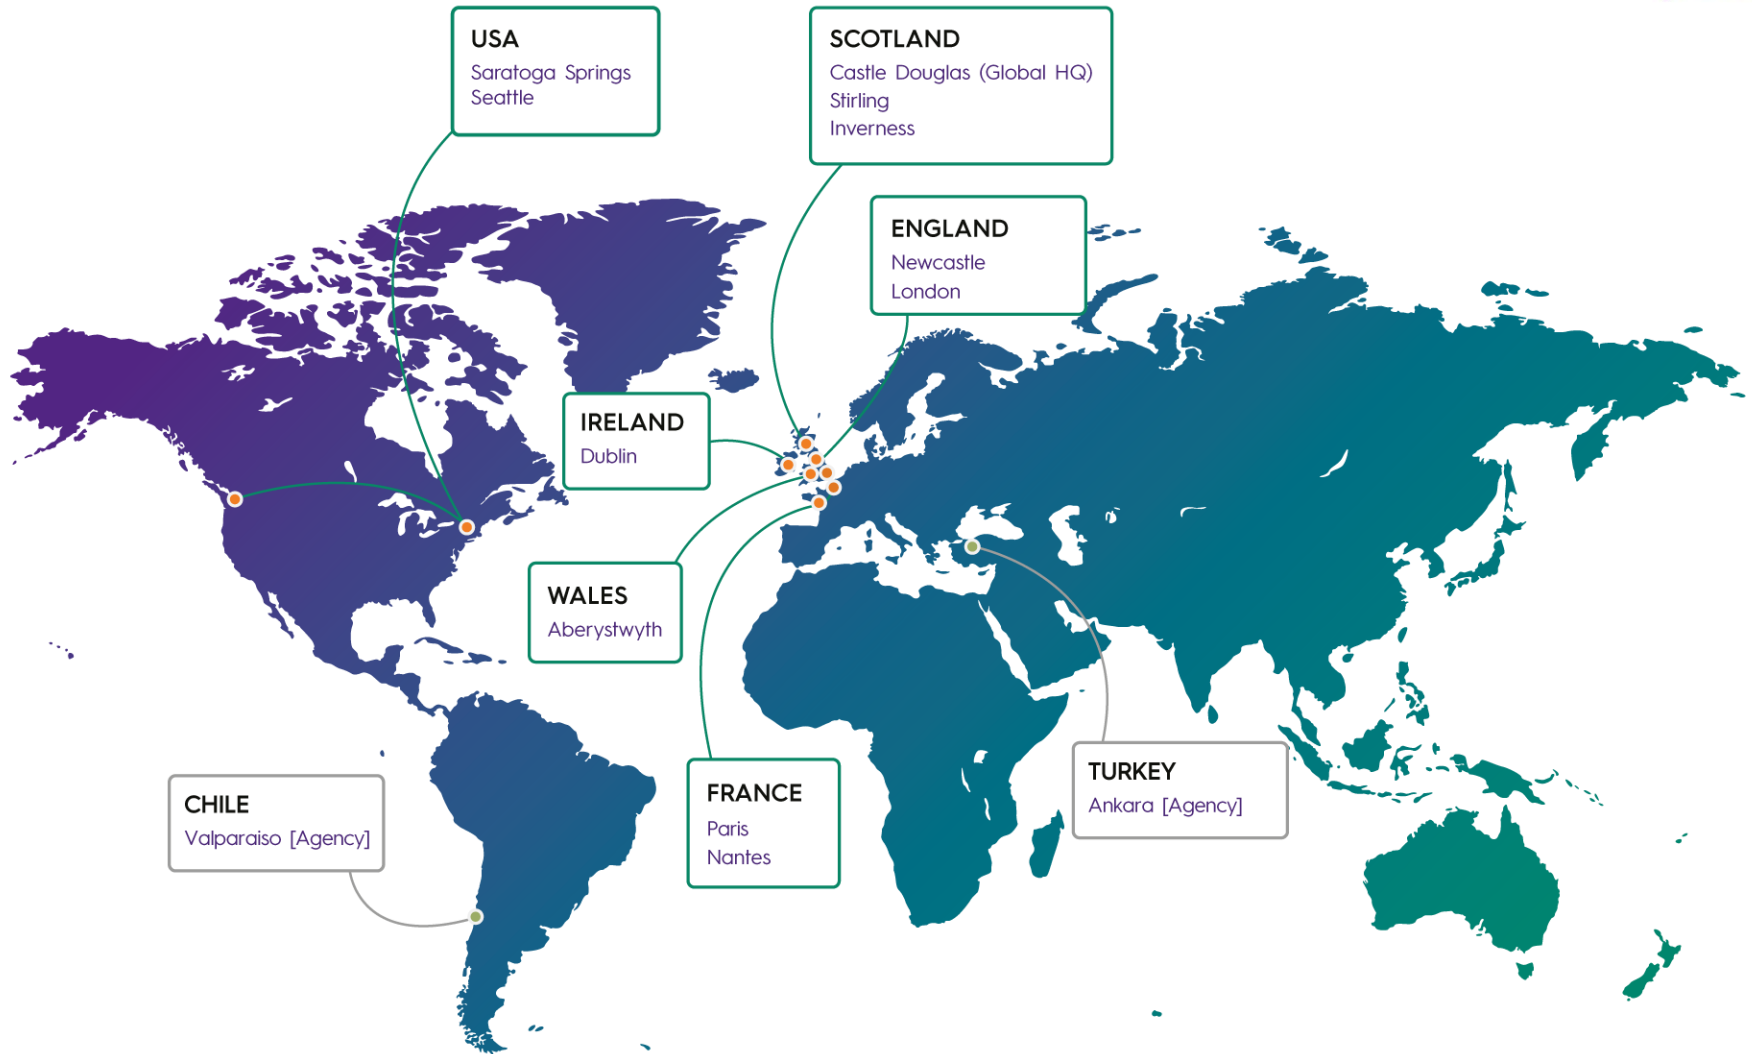 USA
Saratoga Springs
Seattle
SCOTLAND
Castle Douglas (Global HQ)
Stirling
Inverness
ENGLAND
Newcastle
London
IRELAND
Dublin
WALES
Aberystwyth
FRANCE
Paris
Nantes
TURKEY
Ankara [Agency]
CHILE
Valparaiso [Agency]